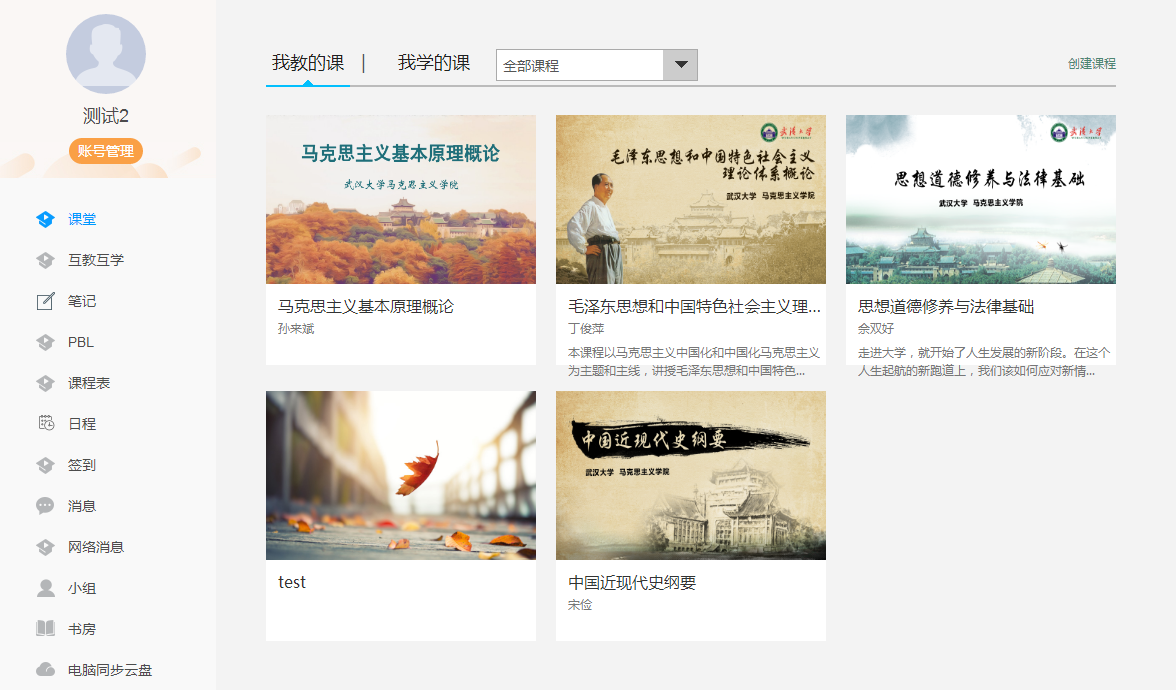 测试2
账号管理
课堂
互教互学
笔记
PBL
课程表
日程
签到
消息
网络消息
小组
书房
电脑同步云盘
我教的课 | 我学的课 全部课程
创建课程
马克思主义基本原理概论
武汉大学马克思主义学院
马克思主义基本原理概论
孙来斌
武汉大学
毛泽东思想和中国特色社会主义
理论体系概论
武汉大学 马克思主义学院
毛泽东思想和中国特色社会主义理...
丁俊萍
本课程以马克思主义中国化和中国化马克思主义
为主题和主线，讲授毛泽东思想和中国特色...
武汉大学
思想道德修养与法律基础
武汉大学 马克思主义学院
思想道德修养与法律基础
佘双好
走进大学，就开始了人生发展的新阶段。在这个
人生起航的新跑道上，我们该如何应对新情...
test
中国近现代史纲要
武汉大学 马克思主义学院
中国近现代史纲要
宋俭